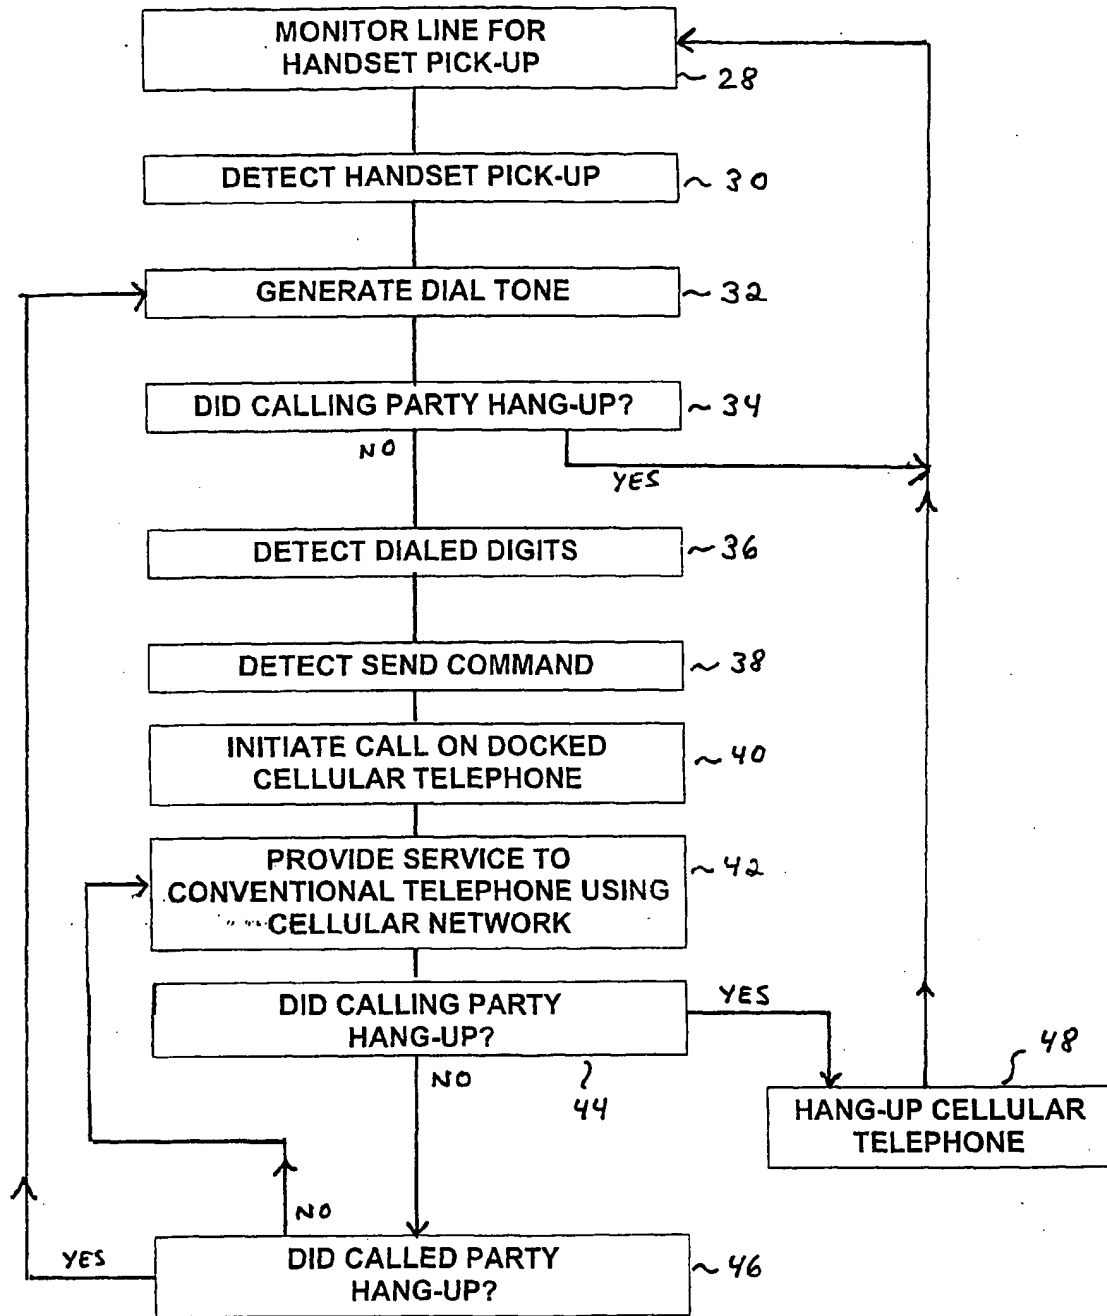 MONITOR LINE FOR
HANDSET PICK-UP
~ 28
DETECT HANDSET PICK-UP
~ 30
GENERATE DIAL TONE
~ 32
DID CALLING PARTY HANG-UP?
~ 34
NO
YES
DETECT DIALED DIGITS
~ 36
DETECT SEND COMMAND
~ 38
INITIATE CALL ON DOCKED
CELLULAR TELEPHONE
~ 40
PROVIDE SERVICE TO
CONVENTIONAL TELEPHONE USING
CELLULAR NETWORK
~ 42
DID CALLING PARTY
HANG-UP?
YES
NO
44
48
HANG-UP CELLULAR
TELEPHONE
NO
YES
DID CALLED PARTY
HANG-UP?
~ 46